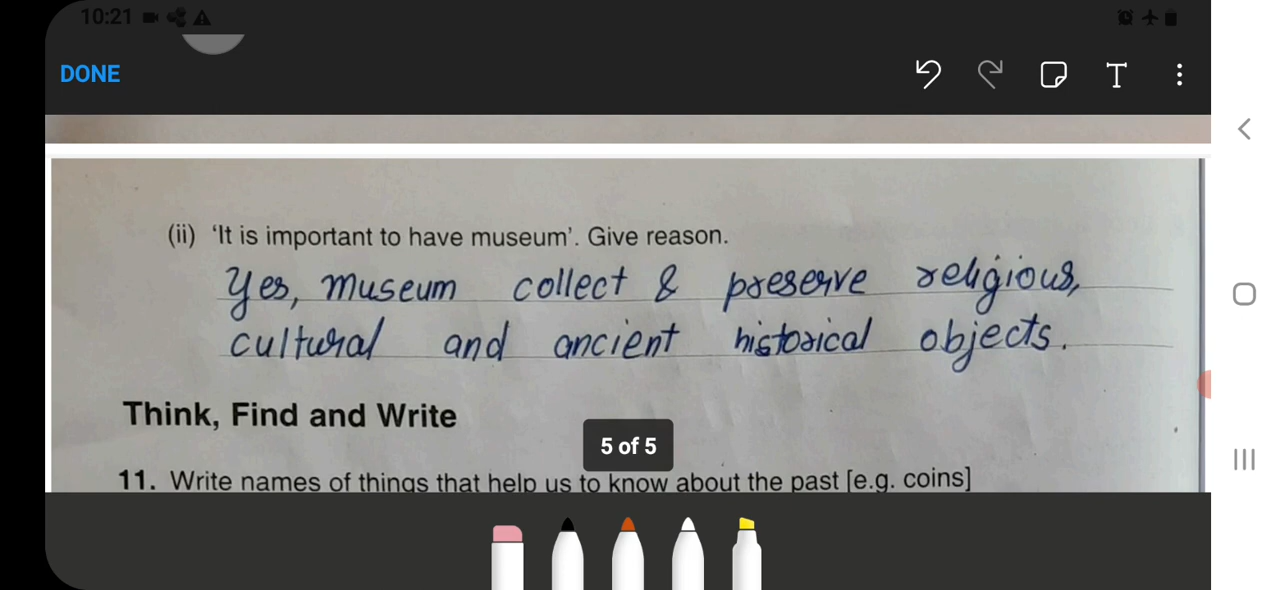 10:21
DONE
T
(ii) 'It is important to have museum'. Give reason.
Yes, museum collect & preserve religious,
cultural and ancient historical objects.
Think, Find and Write
5 of 5
11. Write names of things that help us to know about the past [e.g. coins]